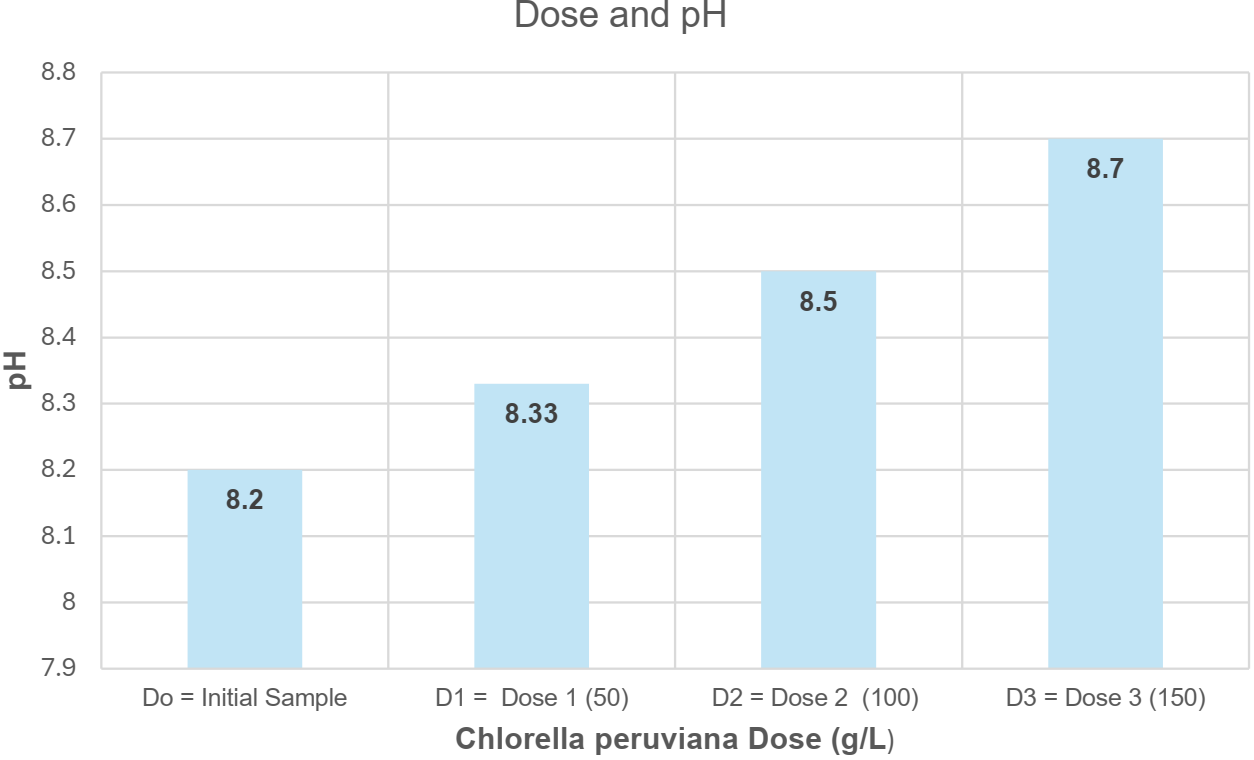 Dose and pH
8.8
8.7
8.6
8.5
8.4
8.3
8.2
8.1
8
7.9
pH
8.2
8.33
8.5
8.7
Do = Initial Sample
D1 =  Dose 1 (50)
D2 = Dose 2  (100)
D3 = Dose 3 (150)
Chlorella peruviana Dose (g/L)